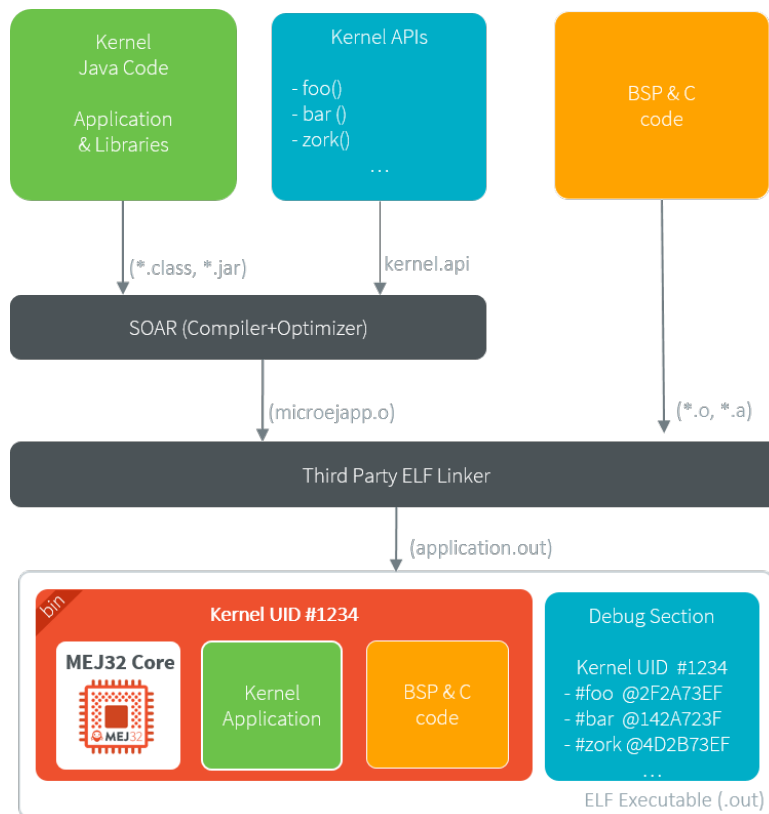 Kernel
Java Code
Application
& Libraries
Kernel APIs
- foo()
- bar ()
- zork()
...
BSP & C
code
(*.class, *.jar)
kernel.api
SOAR (Compiler+Optimizer)
(microejapp.o)
(*.o, *.a)
Third Party ELF Linker
(application.out)
bin
Kernel UID #1234
MEJ32 Core
MEJ32
Kernel
Application
BSP & C
code
Debug Section
Kernel UID #1234
- #foo @2F2A73EF
- #bar @142A723F
- #zork @4D2B73EF
...
ELF Executable (.out)